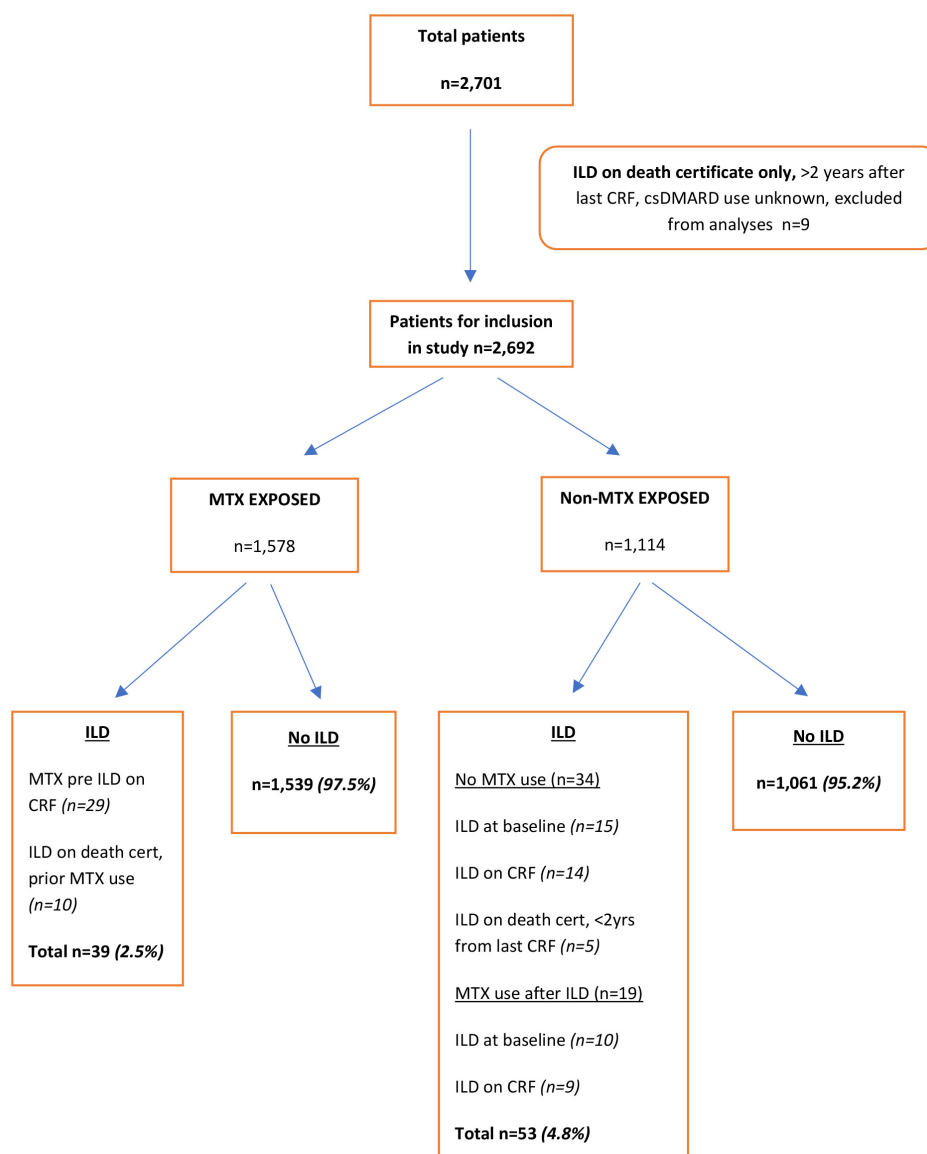 Total patients
n=2,701
ILD on death certificate only, >2 years after
last CRF, csDMARD use unknown, excluded
from analyses  n=9
Patients for inclusion
in study n=2,692
MTX EXPOSED
n=1,578
Non-MTX EXPOSED
n=1,114
ILD
MTX pre ILD on
CRF (n=29)
ILD on death cert,
prior MTX use
(n=10)
Total n=39 (2.5%)
No ILD
n=1,539 (97.5%)
ILD
No MTX use (n=34)
ILD at baseline (n=15)
ILD on CRF (n=14)
ILD on death cert, <2yrs
from last CRF (n=5)
MTX use after ILD (n=19)
ILD at baseline (n=10)
ILD on CRF (n=9)
Total n=53 (4.8%)
No ILD
n=1,061 (95.2%)